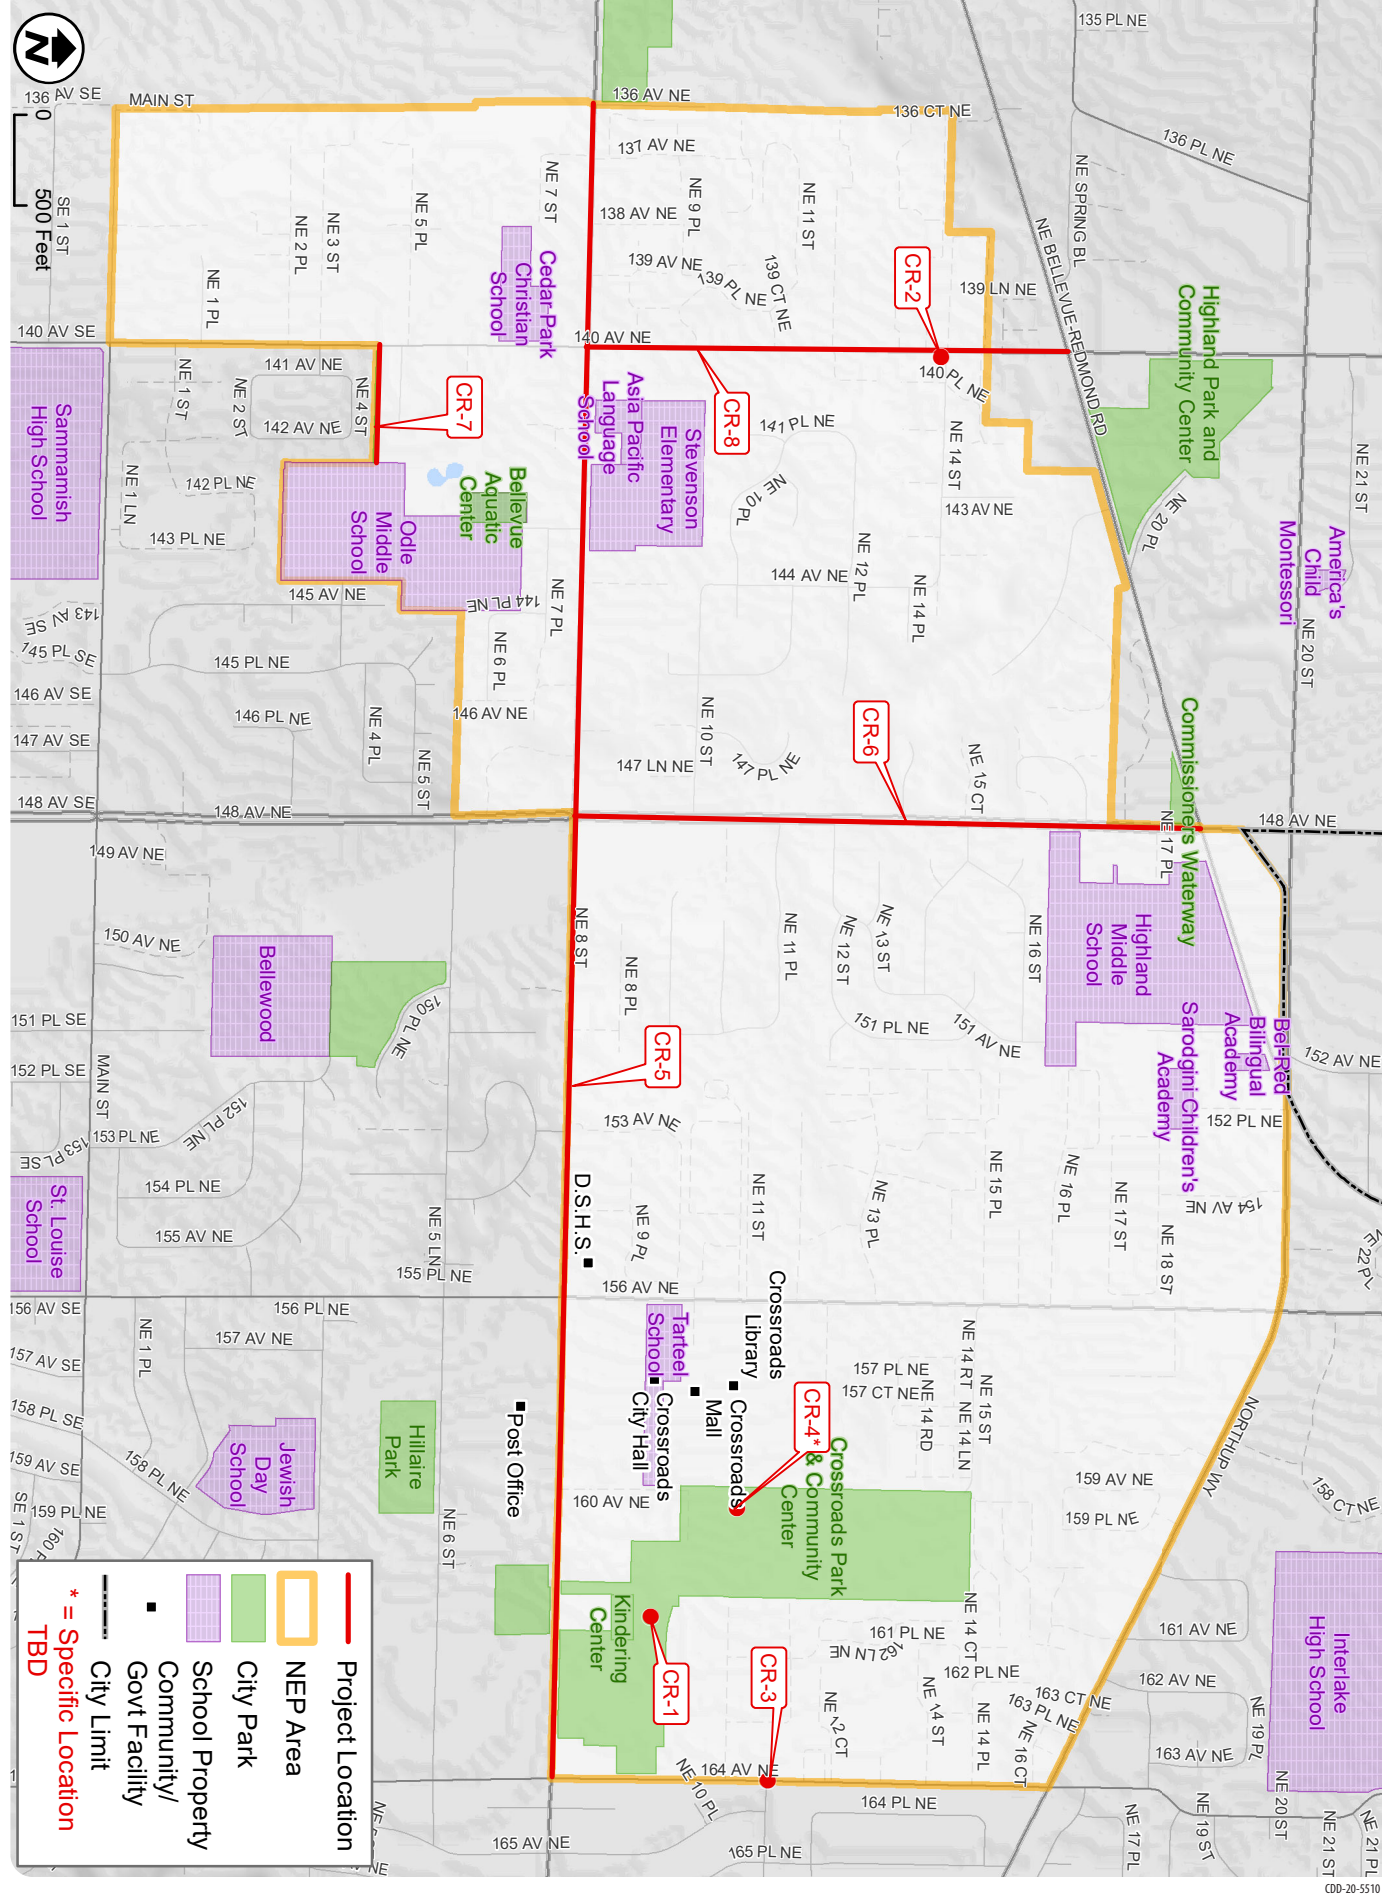 N
0
500 Feet
136 AV SE
MAIN ST
136 AV NE
136 CT NE
135 PL NE
136 PL NE
NE SPRING BL
NE BELLEVUE-REDMOND RD
137 AV NE
138 AV NE
139 AV NE
139 PL NE
139 CT NE
139 LN NE
NE 7 ST
NE 9 PL
NE 11 ST
SE 1 ST
NE 1 PL
NE 2 PL
NE 3 ST
NE 5 PL
Cedar Park
Christian
School
CR-2
Highland Park and
Community Center
140 AV SE
140 AV NE
140 PL NE
141 AV NE
142 AV NE
NE 1 ST
NE 2 ST
NE 4 ST
CR-7
CR-8
Sammamish
High School
NE 1 LN
142 PL NE
143 PL NE
Asia Pacific
Language
School
Stevenson
Elementary
141 PL NE
NE 10 PL
NE 14 ST
143 AV NE
NE 20 PL
NE 21 ST
America's
Child
Montessori
NE 20 ST
Bellevue
Aquatic
Center
Odle
Middle
School
145 AV NE
144 PL NE
NE 7 PL
144 AV NE
NE 12 PL
NE 14 PL
143 AV SE
145 PL SE
145 PL NE
NE 6 PL
146 AV SE
146 PL NE
146 AV NE
147 AV SE
NE 4 PL
NE 5 ST
147 LN NE
NE 10 ST
147 PL NE
CR-6
NE 15 CT
Commissioners Waterway
148 AV SE
148 AV NE
148 AV NE
NE 17 PL
149 AV NE
150 AV NE
Bellewood
150 PL NE
NE 8 ST
NE 8 PL
NE 11 PL
NE 12 ST
NE 13 ST
NE 16 ST
Highland
Middle
School
151 PL SE
151 PL NE
151 AV NE
152 PL SE
MAIN ST
CR-5
Bel-Red
Bilingual
Academy
Sarodgini Children's
Academy
152 AV NE
152 PL NE
152 PL NE
153 PL SE
153 PL NE
153 AV NE
154 PL NE
155 AV NE
St. Louise
School
NE 5 LN
155 PL NE
D.S.H.S.
NE 9 PL
NE 11 ST
NE 13 PL
NE 15 PL
NE 16 PL
NE 17 ST
NE 18 ST
154 AV NE
NE 22 PL
156 AV SE
156 PL NE
156 AV NE
157 AV SE
NE 1 PL
157 AV NE
Tarteel
School
Crossroads
Library
Crossroads
Mall
Crossroads
City Hall
157 PL NE
157 CT NE
NE 14 RD
NE 14 RT
NE 14 LN
NE 15 ST
NORTHUP WY
158 PL SE
158 PL NE
158 CT NE
Hillaire
Park
Jewish
Day
School
Post Office
CR-4*
Crossroads Park
& Community
Center
159 AV SE
159 PL NE
SE 1 ST
NE 6 ST
160 AV NE
159 AV NE
159 PL NE
Kindering
Center
CR-1
CR-3
NE 14 CT
161 PL NE
162 LN NE
162 PL NE
163 CT NE
163 PL NE
NE 12 CT
NE 14 ST
NE 14 PL
NE 16 CT
161 AV NE
162 AV NE
163 AV NE
NE 19 PL
Interlake
High School
164 AV NE
NE 10 PL
164 PL NE
165 AV NE
165 PL NE
NE 17 PL
NE 19 ST
NE 20 ST
NE 21 ST
NE 21 PL
Project Location
NEP Area
City Park
School Property
Community/
Govt Facility
City Limit
* = Specific Location
TBD
CDD-20-5510